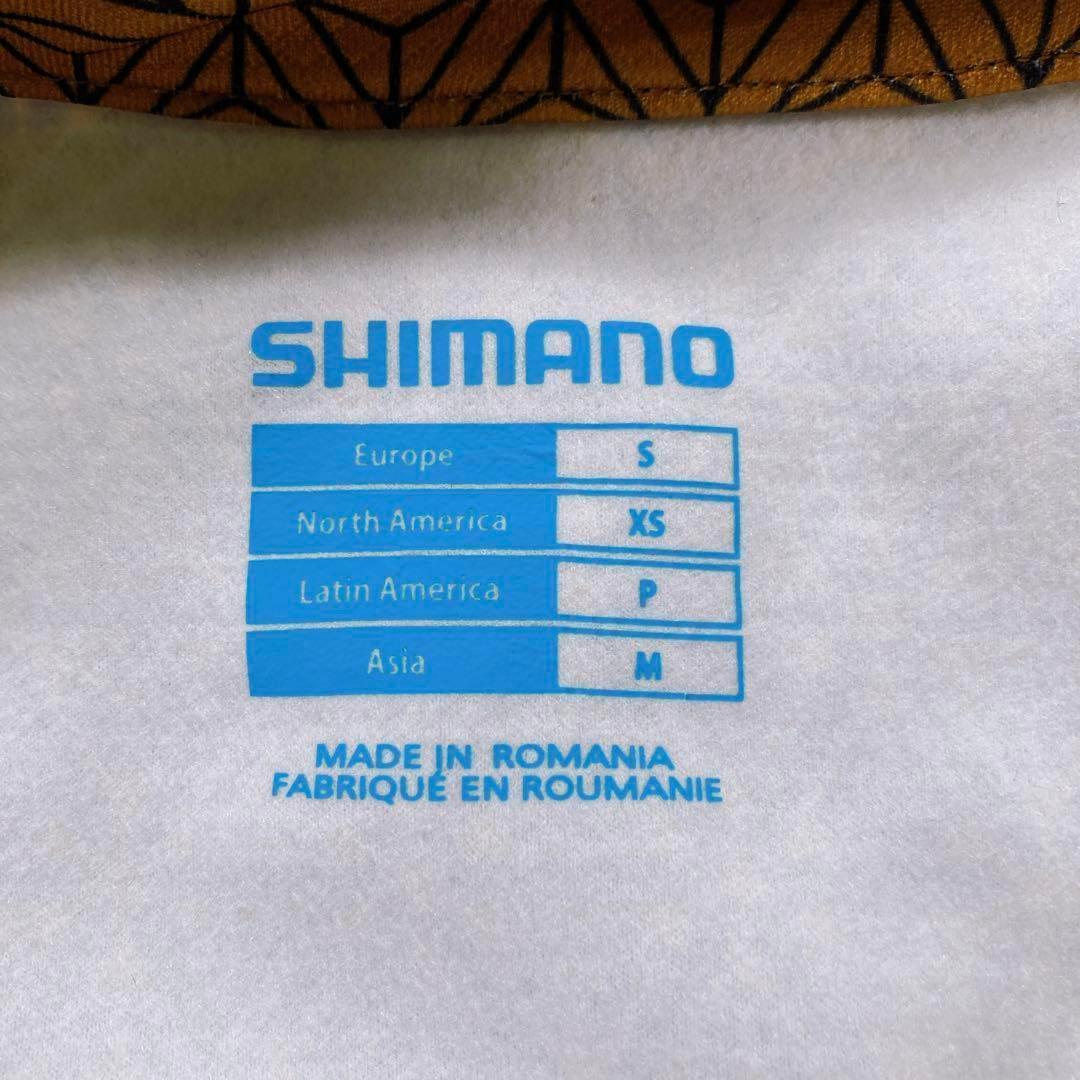 SHIMANO
Europe S
North America XS
Latin America P
Asia M
MADE IN ROMANIA
FABRIQUÉ EN ROUMANIE